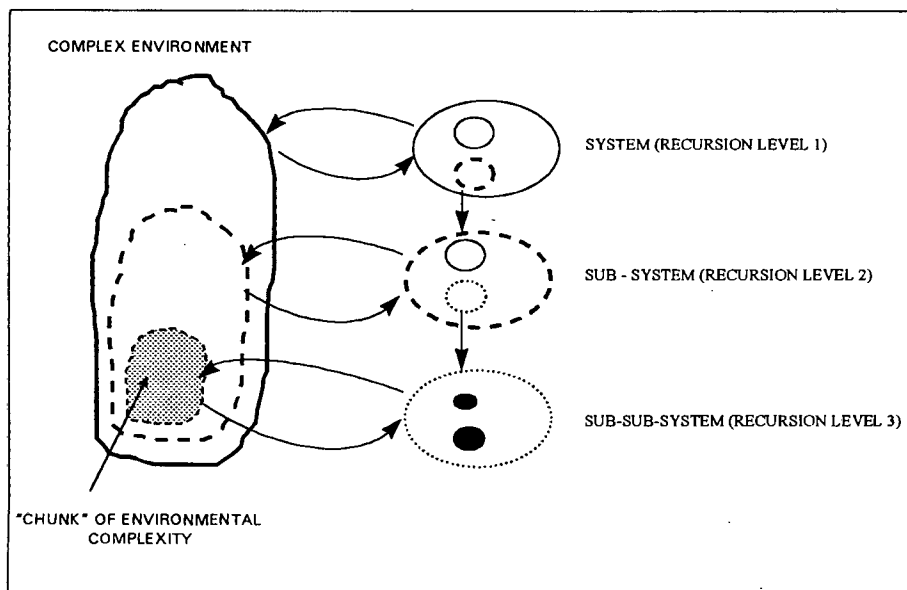 COMPLEX ENVIRONMENT
SYSTEM (RECURSION LEVEL 1)
SUB - SYSTEM (RECURSION LEVEL 2)
SUB-SUB-SYSTEM (RECURSION LEVEL 3)
"CHUNK" OF ENVIRONMENTAL
COMPLEXITY